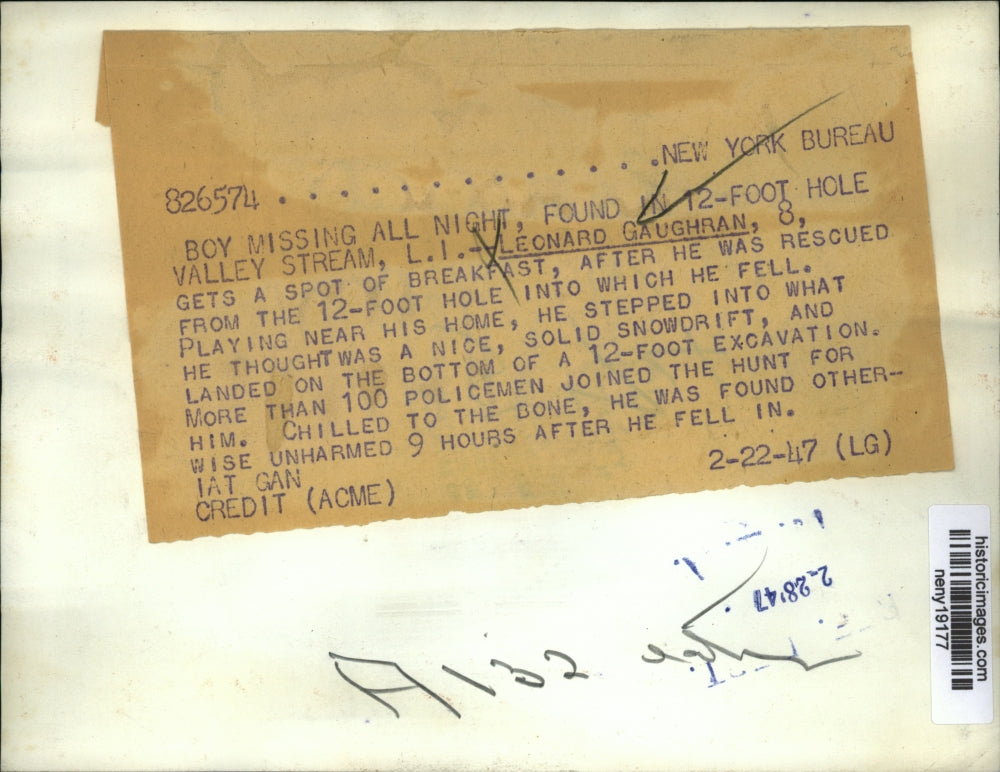 826574 . . . . . . . . . . . . . NEW YORK BUREAU
BOY MISSING ALL NIGHT, FOUND IN 12-FOOT HOLE
VALLEY STREAM, L.I.--LEONARD GAUGHRAN, 8,
GETS A SPOT OF BREAKFAST, AFTER HE WAS RESCUED
FROM THE 12-FOOT HOLE INTO WHICH HE FELL.
PLAYING NEAR HIS HOME, HE STEPPED INTO WHAT
HE THOUGHT WAS A NICE, SOLID SNOWDRIFT, AND
LANDED ON THE BOTTOM OF A 12-FOOT EXCAVATION.
MORE THAN 100 POLICEMEN JOINED THE HUNT FOR
HIM. CHILLED TO THE BONE, HE WAS FOUND OTHER-
WISE UNHARMED 9 HOURS AFTER HE FELL IN.
IAT GAN
CREDIT (ACME) 2-22-47 (LG)
2-28'47
A 132
historicimages.com
neny19177